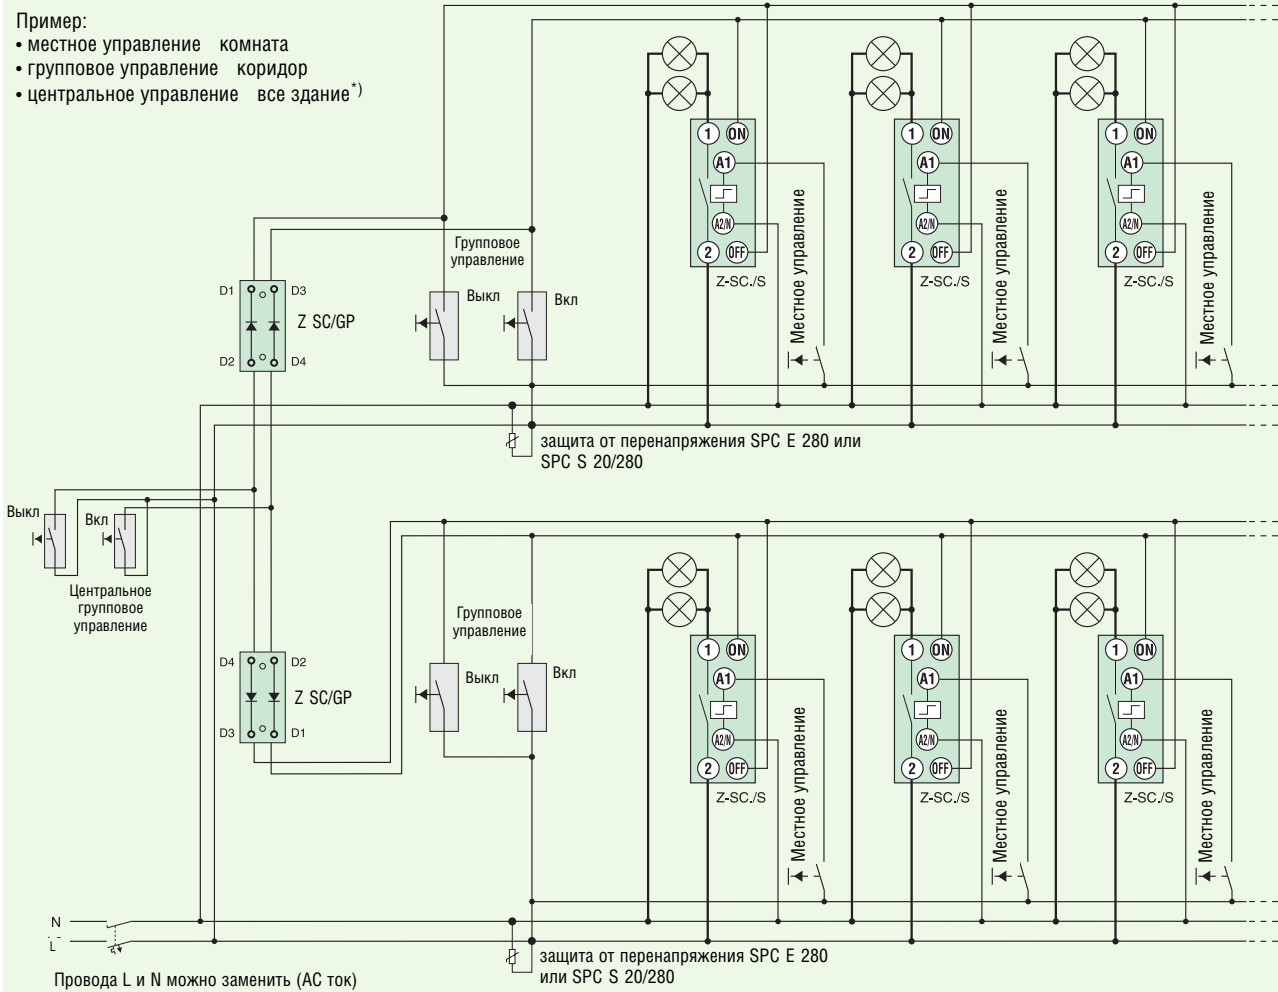 Пример:
• местное управление комната
• групповое управление коридор
• центральное управление все здание*)
1 ON
A1
A2/N
2 OFF
Z-SC./S
Местное управление
1 ON
A1
A2/N
2 OFF
Z-SC./S
Местное управление
1 ON
A1
A2/N
2 OFF
Z-SC./S
Местное управление
Групповое
управление
Выкл
Вкл
D1 D3
Z SC/GP
D2 D4
защита от перенапряжения SPC E 280 или
SPC S 20/280
Выкл
Вкл
Центральное
групповое
управление
Групповое
управление
Выкл
Вкл
D4 D2
Z SC/GP
D3 D1
1 ON
A1
A2/N
2 OFF
Z-SC./S
Местное управление
1 ON
A1
A2/N
2 OFF
Z-SC./S
Местное управление
1 ON
A1
A2/N
2 OFF
Z-SC./S
Местное управление
N
L
защита от перенапряжения SPC E 280
или SPC S 20/280
Провода L и N можно заменить (AC ток)